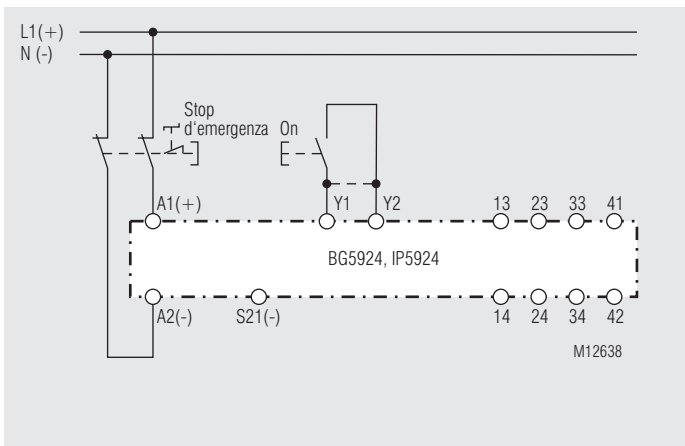 L1(+)
N (-)
Stop
d'emergenza On
A1(+) Y1 Y2 13 23 33 41
BG5924, IP5924
A2(-) S21(-) 14 24 34 42
M12638